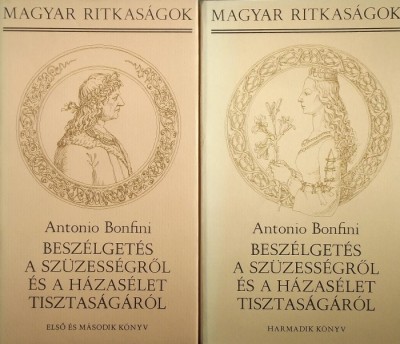 MAGYAR RITKASÁGOK
Antonio Bonfini
BESZÉLGETÉS
A SZÜZESSÉGRŐL
ÉS A HÁZASÉLET
TISZTASÁGÁRÓL
ELSŐ ÉS MÁSODIK KÖNYV
MAGYAR RITKASÁGOK
Antonio Bonfini
BESZÉLGETÉS
A SZÜZESSÉGRŐL
ÉS A HÁZASÉLET
TISZTASÁGÁRÓL
HARMADIK KÖNYV